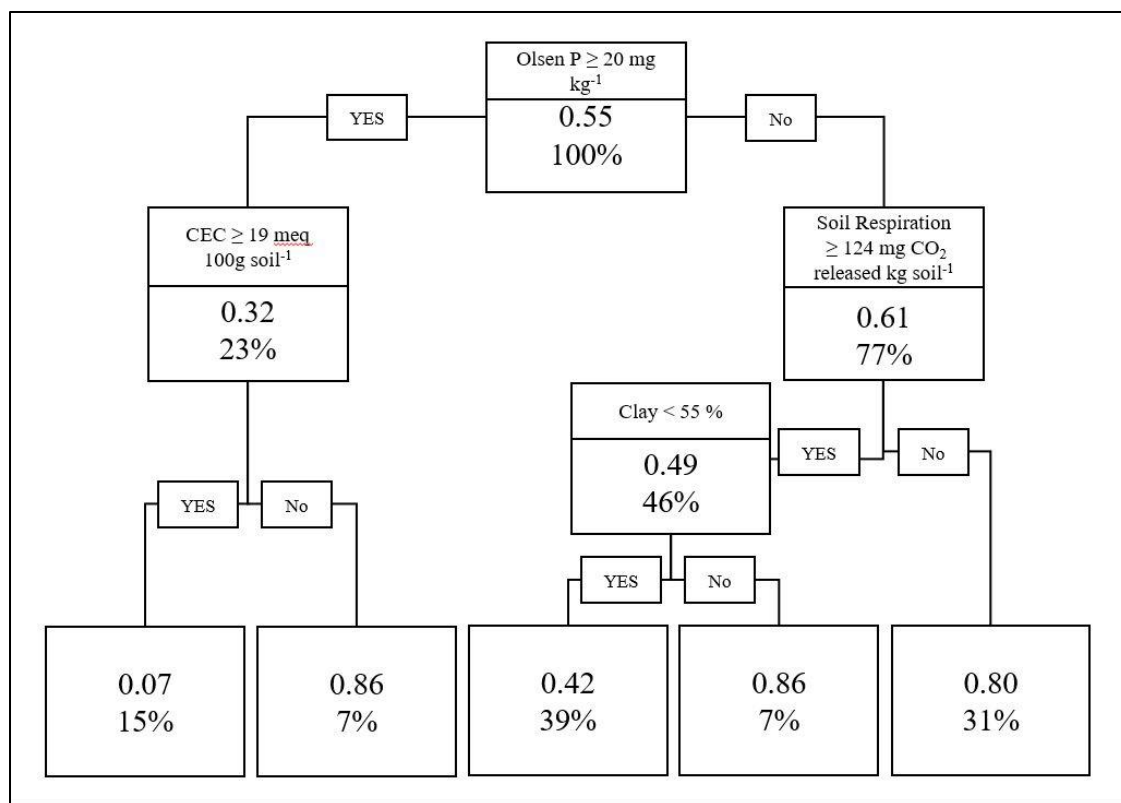 Olsen P ≥ 20 mg
kg-1
0.55
100%
YES
No
CEC ≥ 19 meq
100g soil-1
0.32
23%
Soil Respiration
≥ 124 mg CO2
released kg soil-1
0.61
77%
Clay < 55 %
0.49
46%
YES
No
YES
No
YES
No
0.07
15%
0.86
7%
0.42
39%
0.86
7%
0.80
31%